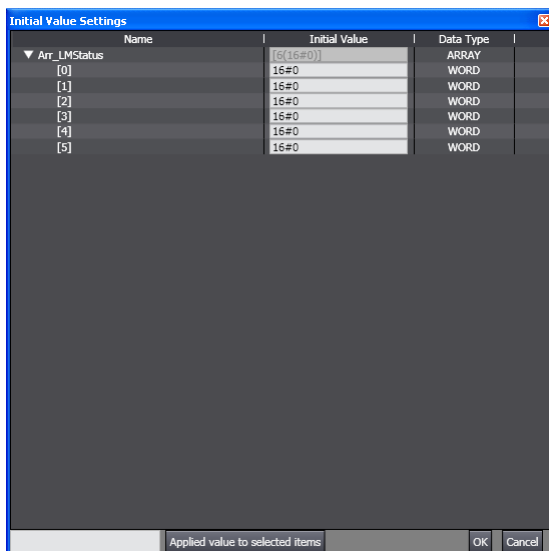 Initial Value Settings
Name Initial Value Data Type
Arr_LMStatus [6(16#0)] ARRAY
[0] 16#0 WORD
[1] 16#0 WORD
[2] 16#0 WORD
[3] 16#0 WORD
[4] 16#0 WORD
[5] 16#0 WORD
Applied value to selected items OK Cancel